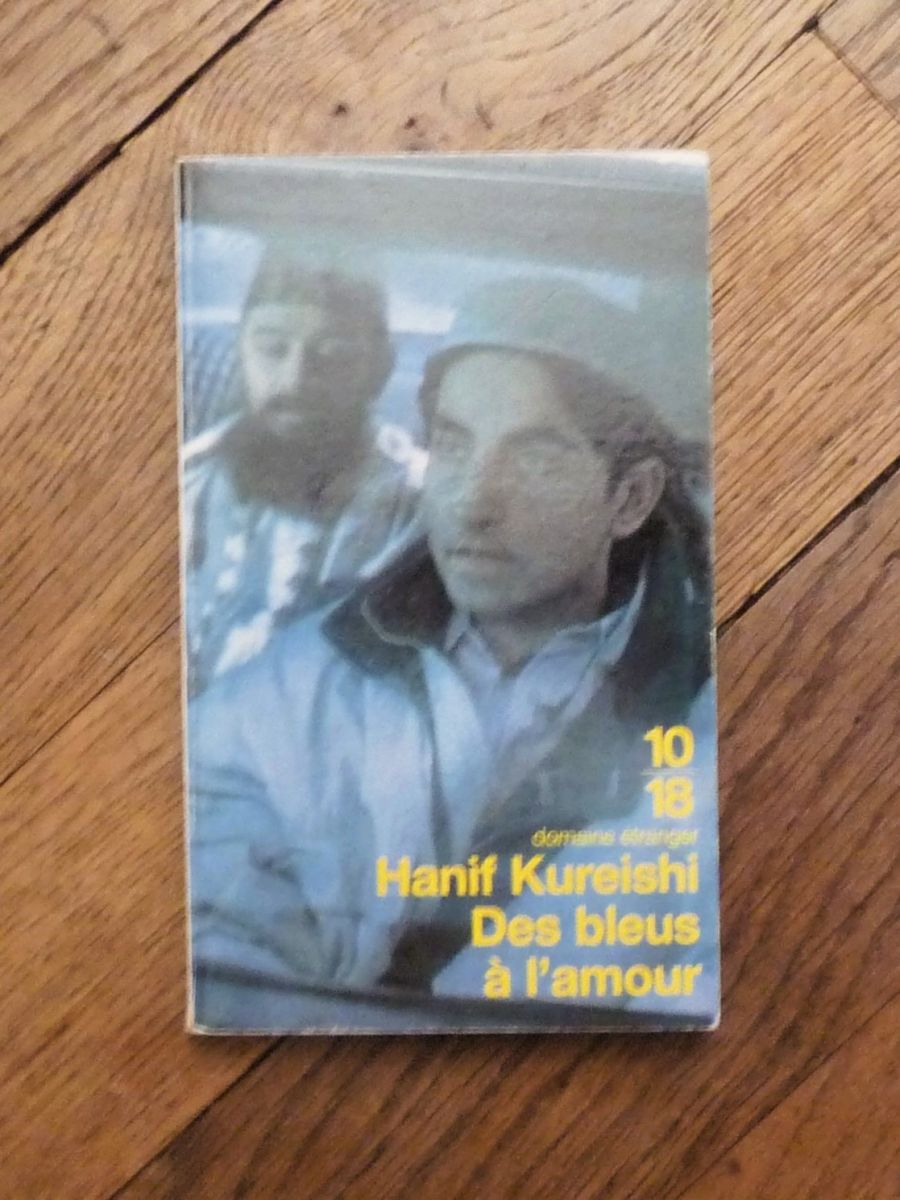 10
18
domaine étranger
Hanif Kureishi
Des bleus
à l'amour